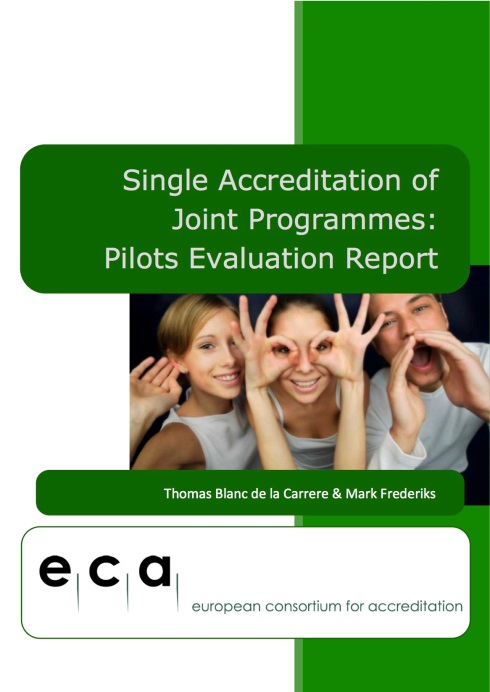 Single Accreditation of
Joint Programmes:
Pilots Evaluation Report
Thomas Blanc de la Carrere & Mark Frederiks
e|c|a|
european consortium for accreditation